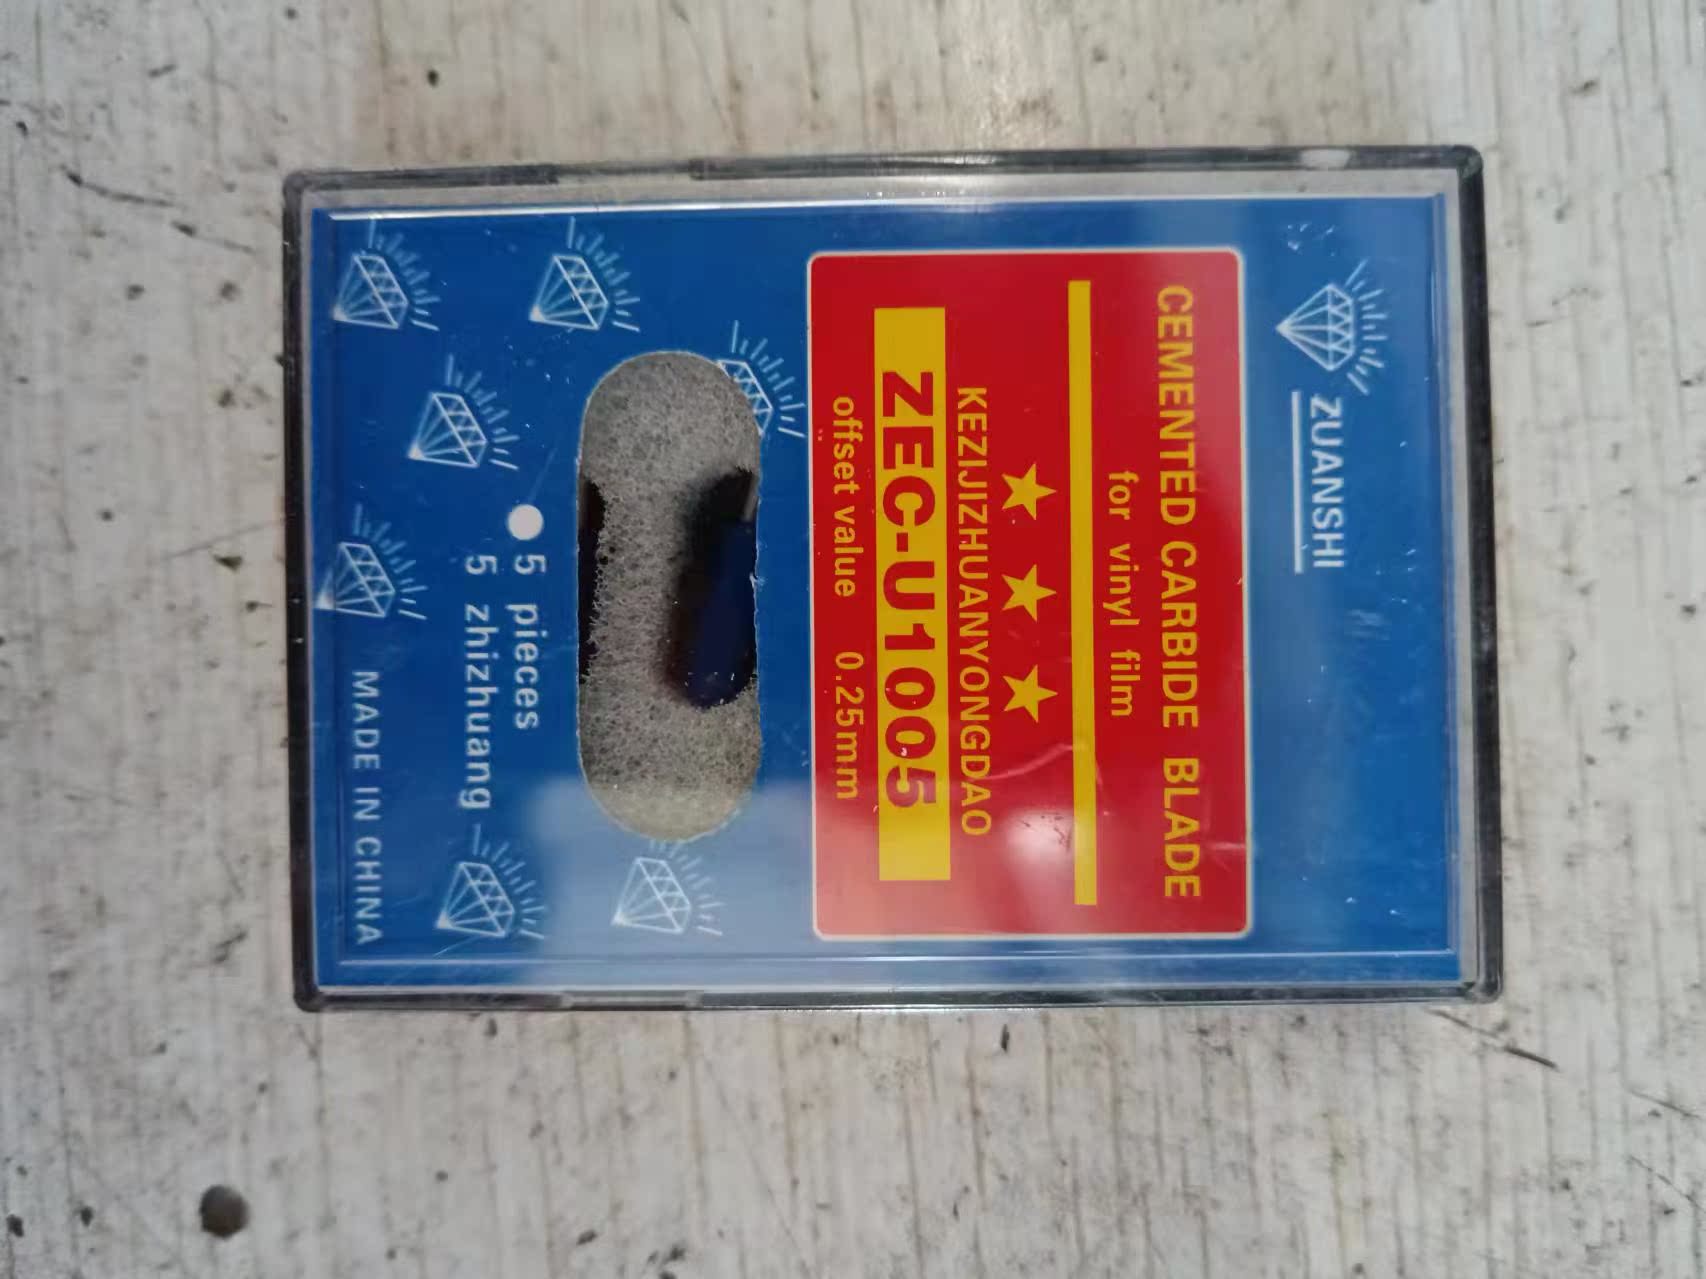 ZUANSHI
CEMENTED CARBIDE BLADE
for vinyl film
KEZIJIZHUANYONGDAO
ZEC-U1005
offset value 0.25mm
5 pieces
5 zhizhuang
MADE IN CHINA